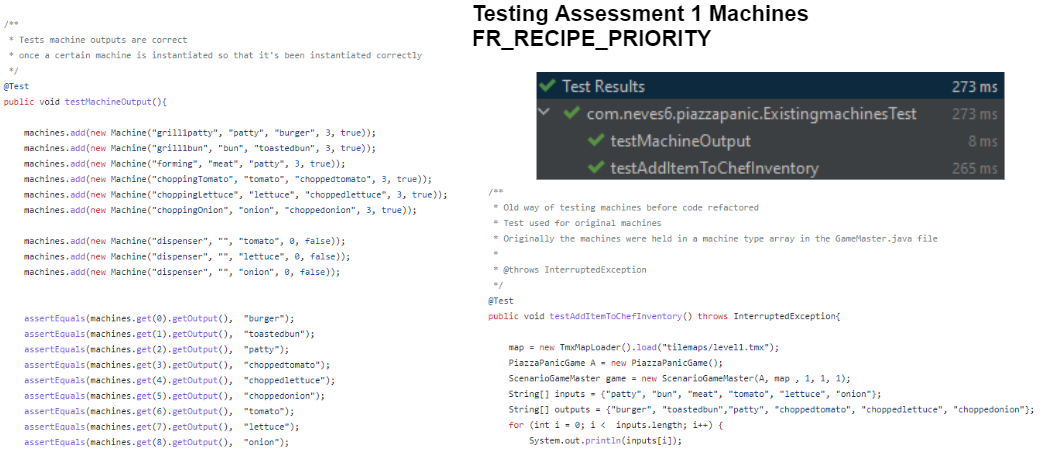 /**
 * Tests machine outputs are correct
 * once a certain machine is instantiated so that it's been instantiated correctly
 */
@Test
public void testMachineOutput(){
    machines.add(new Machine("grill1patty", "patty", "burger", 3, true));
    machines.add(new Machine("grill1bun", "bun", "toastedbun", 3, true));
    machines.add(new Machine("forming", "meat", "patty", 3, true));
    machines.add(new Machine("choppingTomato", "tomato", "choppedtomato", 3, true));
    machines.add(new Machine("choppingLettuce", "lettuce", "choppedlettuce", 3, true));
    machines.add(new Machine("choppingOnion", "onion", "choppedonion", 3, true));
    machines.add(new Machine("dispenser", "", "tomato", 0, false));
    machines.add(new Machine("dispenser", "", "lettuce", 0, false));
    machines.add(new Machine("dispenser", "", "onion", 0, false));
    assertEquals(machines.get(0).getOutput(),  "burger");
    assertEquals(machines.get(1).getOutput(),  "toastedbun");
    assertEquals(machines.get(2).getOutput(),  "patty");
    assertEquals(machines.get(3).getOutput(),  "choppedtomato");
    assertEquals(machines.get(4).getOutput(),  "choppedlettuce");
    assertEquals(machines.get(5).getOutput(),  "choppedonion");
    assertEquals(machines.get(6).getOutput(),  "tomato");
    assertEquals(machines.get(7).getOutput(),  "lettuce");
    assertEquals(machines.get(8).getOutput(),  "onion");
Testing Assessment 1 Machines
FR_RECIPE_PRIORITY
Test Results 273 ms
com.neves6.piazzapanic.ExistingmachinesTest 273 ms
testMachineOutput 8 ms
testAddItemToChefInventory 265 ms
/**
 * Old way of testing machines before code refactored
 * Test used for original machines
 * Originally the machines were held in a machine type array in the GameMaster.java file
 *
 * @throws InterruptedException
 */
@Test
public void testAddItemToChefInventory() throws InterruptedException{
    map = new TmxMapLoader().load("tilemaps/level1.tmx");
    PiazzaPanicGame A = new PiazzaPanicGame();
    ScenarioGameMaster game = new ScenarioGameMaster(A, map , 1, 1, 1);
    String[] inputs = {"patty", "bun", "meat", "tomato", "lettuce", "onion"};
    String[] outputs = {"burger", "toastedbun","patty", "choppedtomato", "choppedlettuce", "choppedonion"};
    for (int i = 0; i <  inputs.length; i++) {
        System.out.println(inputs[i]);